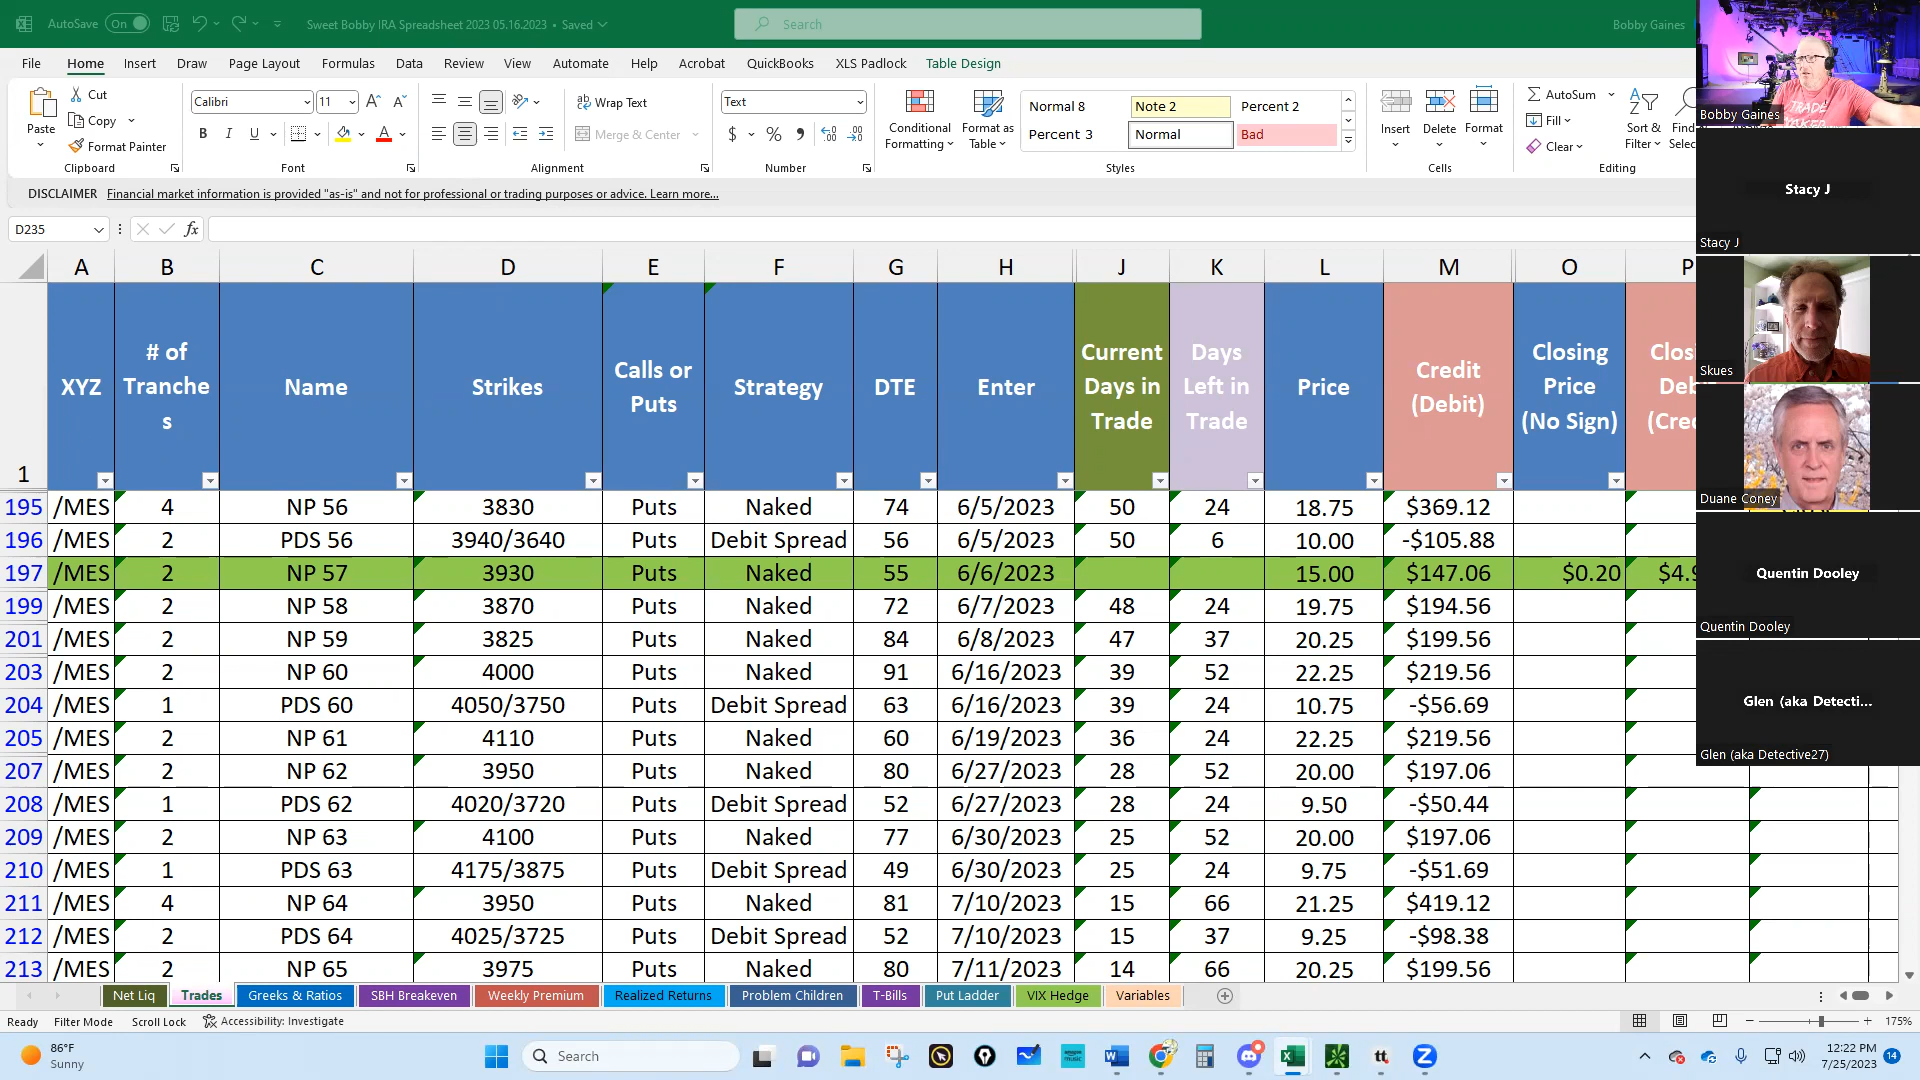 AutoSave On Sweet Bobby IRA Spreadsheet 2023 05.16.2023 • Saved Search Bobby Gaines
File Home Insert Draw Page Layout Formulas Data Review View Automate Help Acrobat QuickBooks XLS Padlock Table Design
Paste Cut Copy Format Painter Clipboard
Calibri 11 B I U A Font
Wrap Text Merge & Center Alignment
Text $ % , Number
Conditional Formatting Format as Table
Normal 8 Note 2 Percent 2
Percent 3 Normal Bad
Styles
Insert Delete Format Cells
AutoSum Fill Clear Sort & Filter Find Selec Editing
DISCLAIMER Financial market information is provided "as-is" and not for professional or trading purposes or advice. Learn more...
D235 fx
A B C D E F G H J K L M O P
1 XYZ # of Tranches Name Strikes Calls or Puts Strategy DTE Enter Current Days in Trade Days Left in Trade Price Credit (Debit) Closing Price (No Sign) Closi Deb (Cred
195 /MES 4 NP 56 3830 Puts Naked 74 6/5/2023 50 24 18.75 $369.12
196 /MES 2 PDS 56 3940/3640 Puts Debit Spread 56 6/5/2023 50 6 10.00 -$105.88
197 /MES 2 NP 57 3930 Puts Naked 55 6/6/2023 15.00 $147.06 $0.20 $4.9
199 /MES 2 NP 58 3870 Puts Naked 72 6/7/2023 48 24 19.75 $194.56
201 /MES 2 NP 59 3825 Puts Naked 84 6/8/2023 47 37 20.25 $199.56
203 /MES 2 NP 60 4000 Puts Naked 91 6/16/2023 39 52 22.25 $219.56
204 /MES 1 PDS 60 4050/3750 Puts Debit Spread 63 6/16/2023 39 24 10.75 -$56.69
205 /MES 2 NP 61 4110 Puts Naked 60 6/19/2023 36 24 22.25 $219.56
207 /MES 2 NP 62 3950 Puts Naked 80 6/27/2023 28 52 20.00 $197.06
208 /MES 1 PDS 62 4020/3720 Puts Debit Spread 52 6/27/2023 28 24 9.50 -$50.44
209 /MES 2 NP 63 4100 Puts Naked 77 6/30/2023 25 52 20.00 $197.06
210 /MES 1 PDS 63 4175/3875 Puts Debit Spread 49 6/30/2023 25 24 9.75 -$51.69
211 /MES 4 NP 64 3950 Puts Naked 81 7/10/2023 15 66 21.25 $419.12
212 /MES 2 PDS 64 4025/3725 Puts Debit Spread 52 7/10/2023 15 37 9.25 -$98.38
213 /MES 2 NP 65 3975 Puts Naked 80 7/11/2023 14 66 20.25 $199.56
Net Liq Trades Greeks & Ratios SBH Breakeven Weekly Premium Realized Returns Problem Children T-Bills Put Ladder VIX Hedge Variables
Ready Filter Mode Scroll Lock Accessibility: Investigate 175%
86°F
Sunny
Search
12:22 PM
7/25/2023
14
TRADE
Bobby Gaines
Stacy J
Stacy J
Skues
Duane Coney
Quentin Dooley
Quentin Dooley
Glen (aka Detecti...
Glen (aka Detective27)